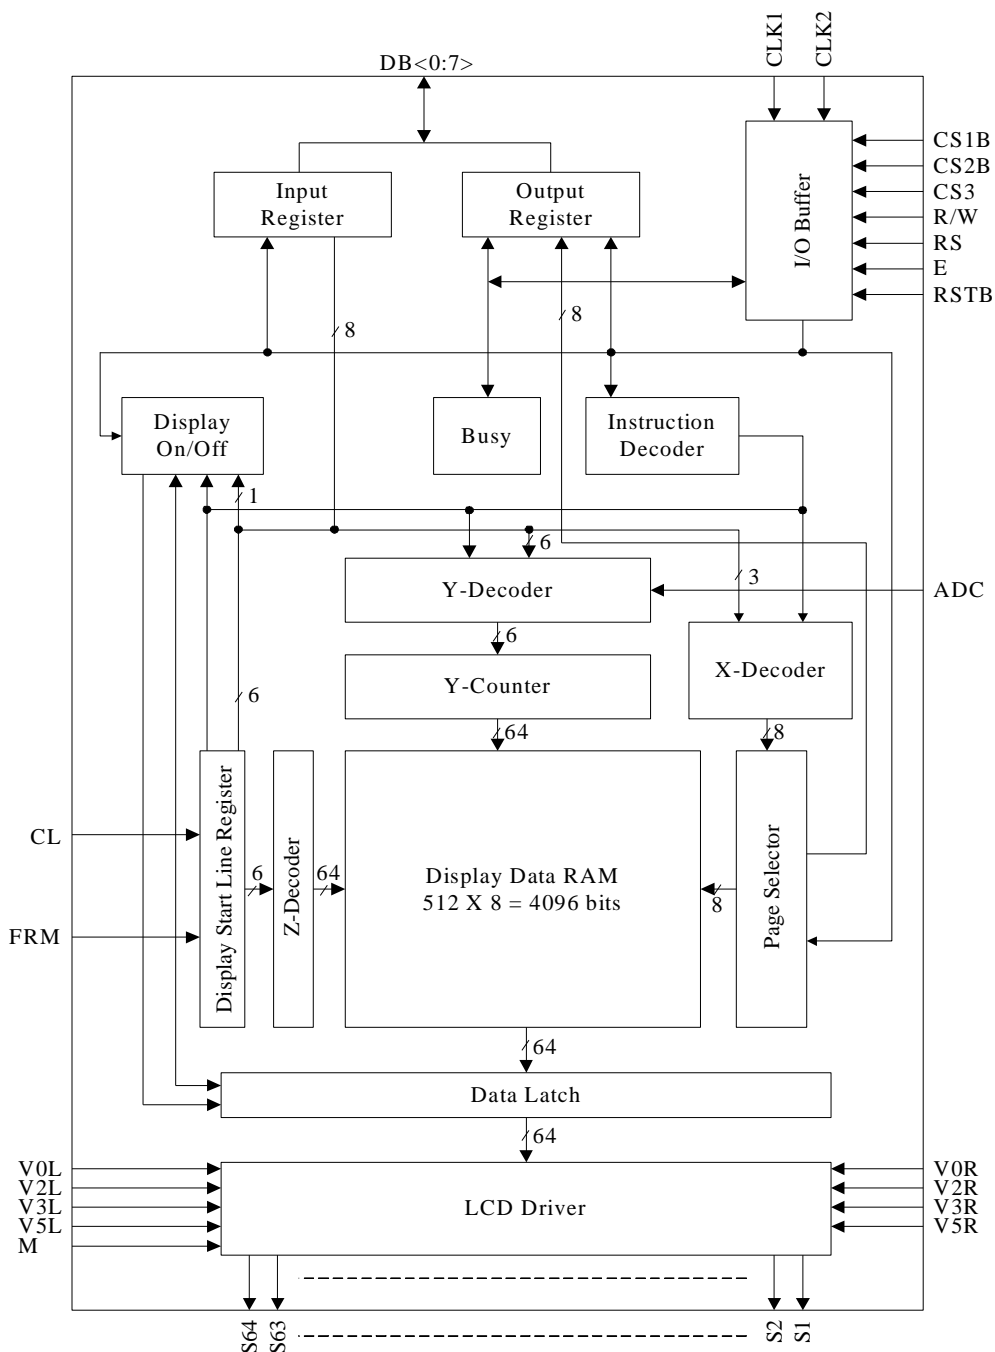 CLK1
CLK2
DB<0:7>
CS1B
CS2B
CS3
R/W
RS
E
RSTB
Input
Register
Output
Register
I/O Buffer
8
8
Display
On/Off
Busy
Instruction
Decoder
1
6
3
Y-Decoder
ADC
6
X-Decoder
Y-Counter
6
64
8
CL
FRM
Display Start Line Register
6
Z-Decoder
64
Display Data RAM
512 X 8 = 4096 bits
8
Page Selector
64
Data Latch
64
V0L
V2L
V3L
V5L
M
LCD Driver
V0R
V2R
V3R
V5R
S64
S63
S2
S1